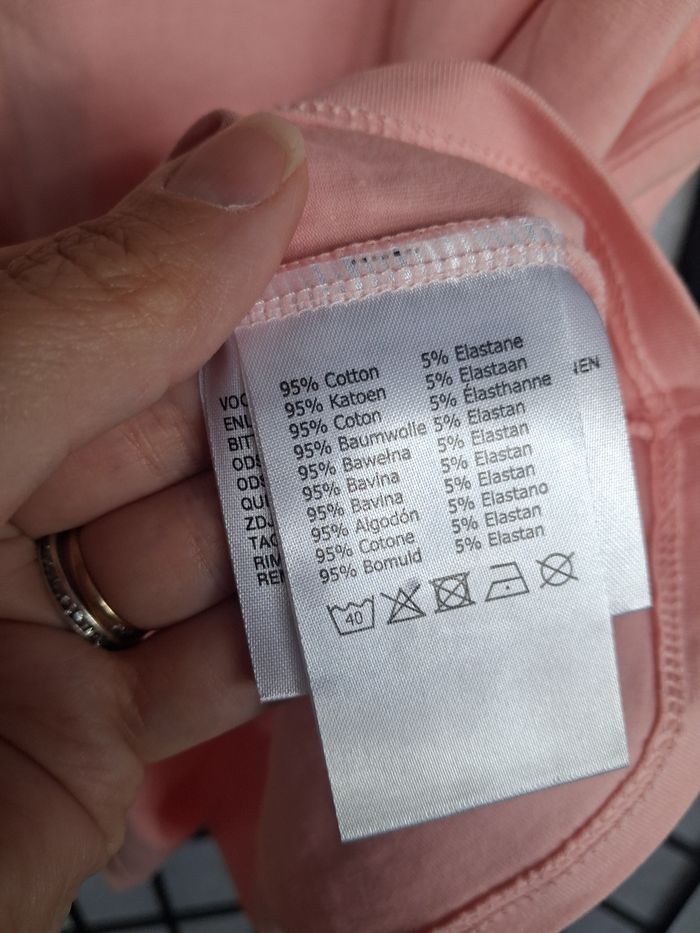 95% Cotton 5% Elastane
95% Katoen 5% Elastaan
95% Coton 5% Élasthanne
95% Baumwolle 5% Elastan
95% Bawełna 5% Elastan
95% Bavina 5% Elastan
95% Bavina 5% Elastan
95% Algodón 5% Elastano
95% Cotone 5% Elastan
95% Bomuld 5% Elastan
40